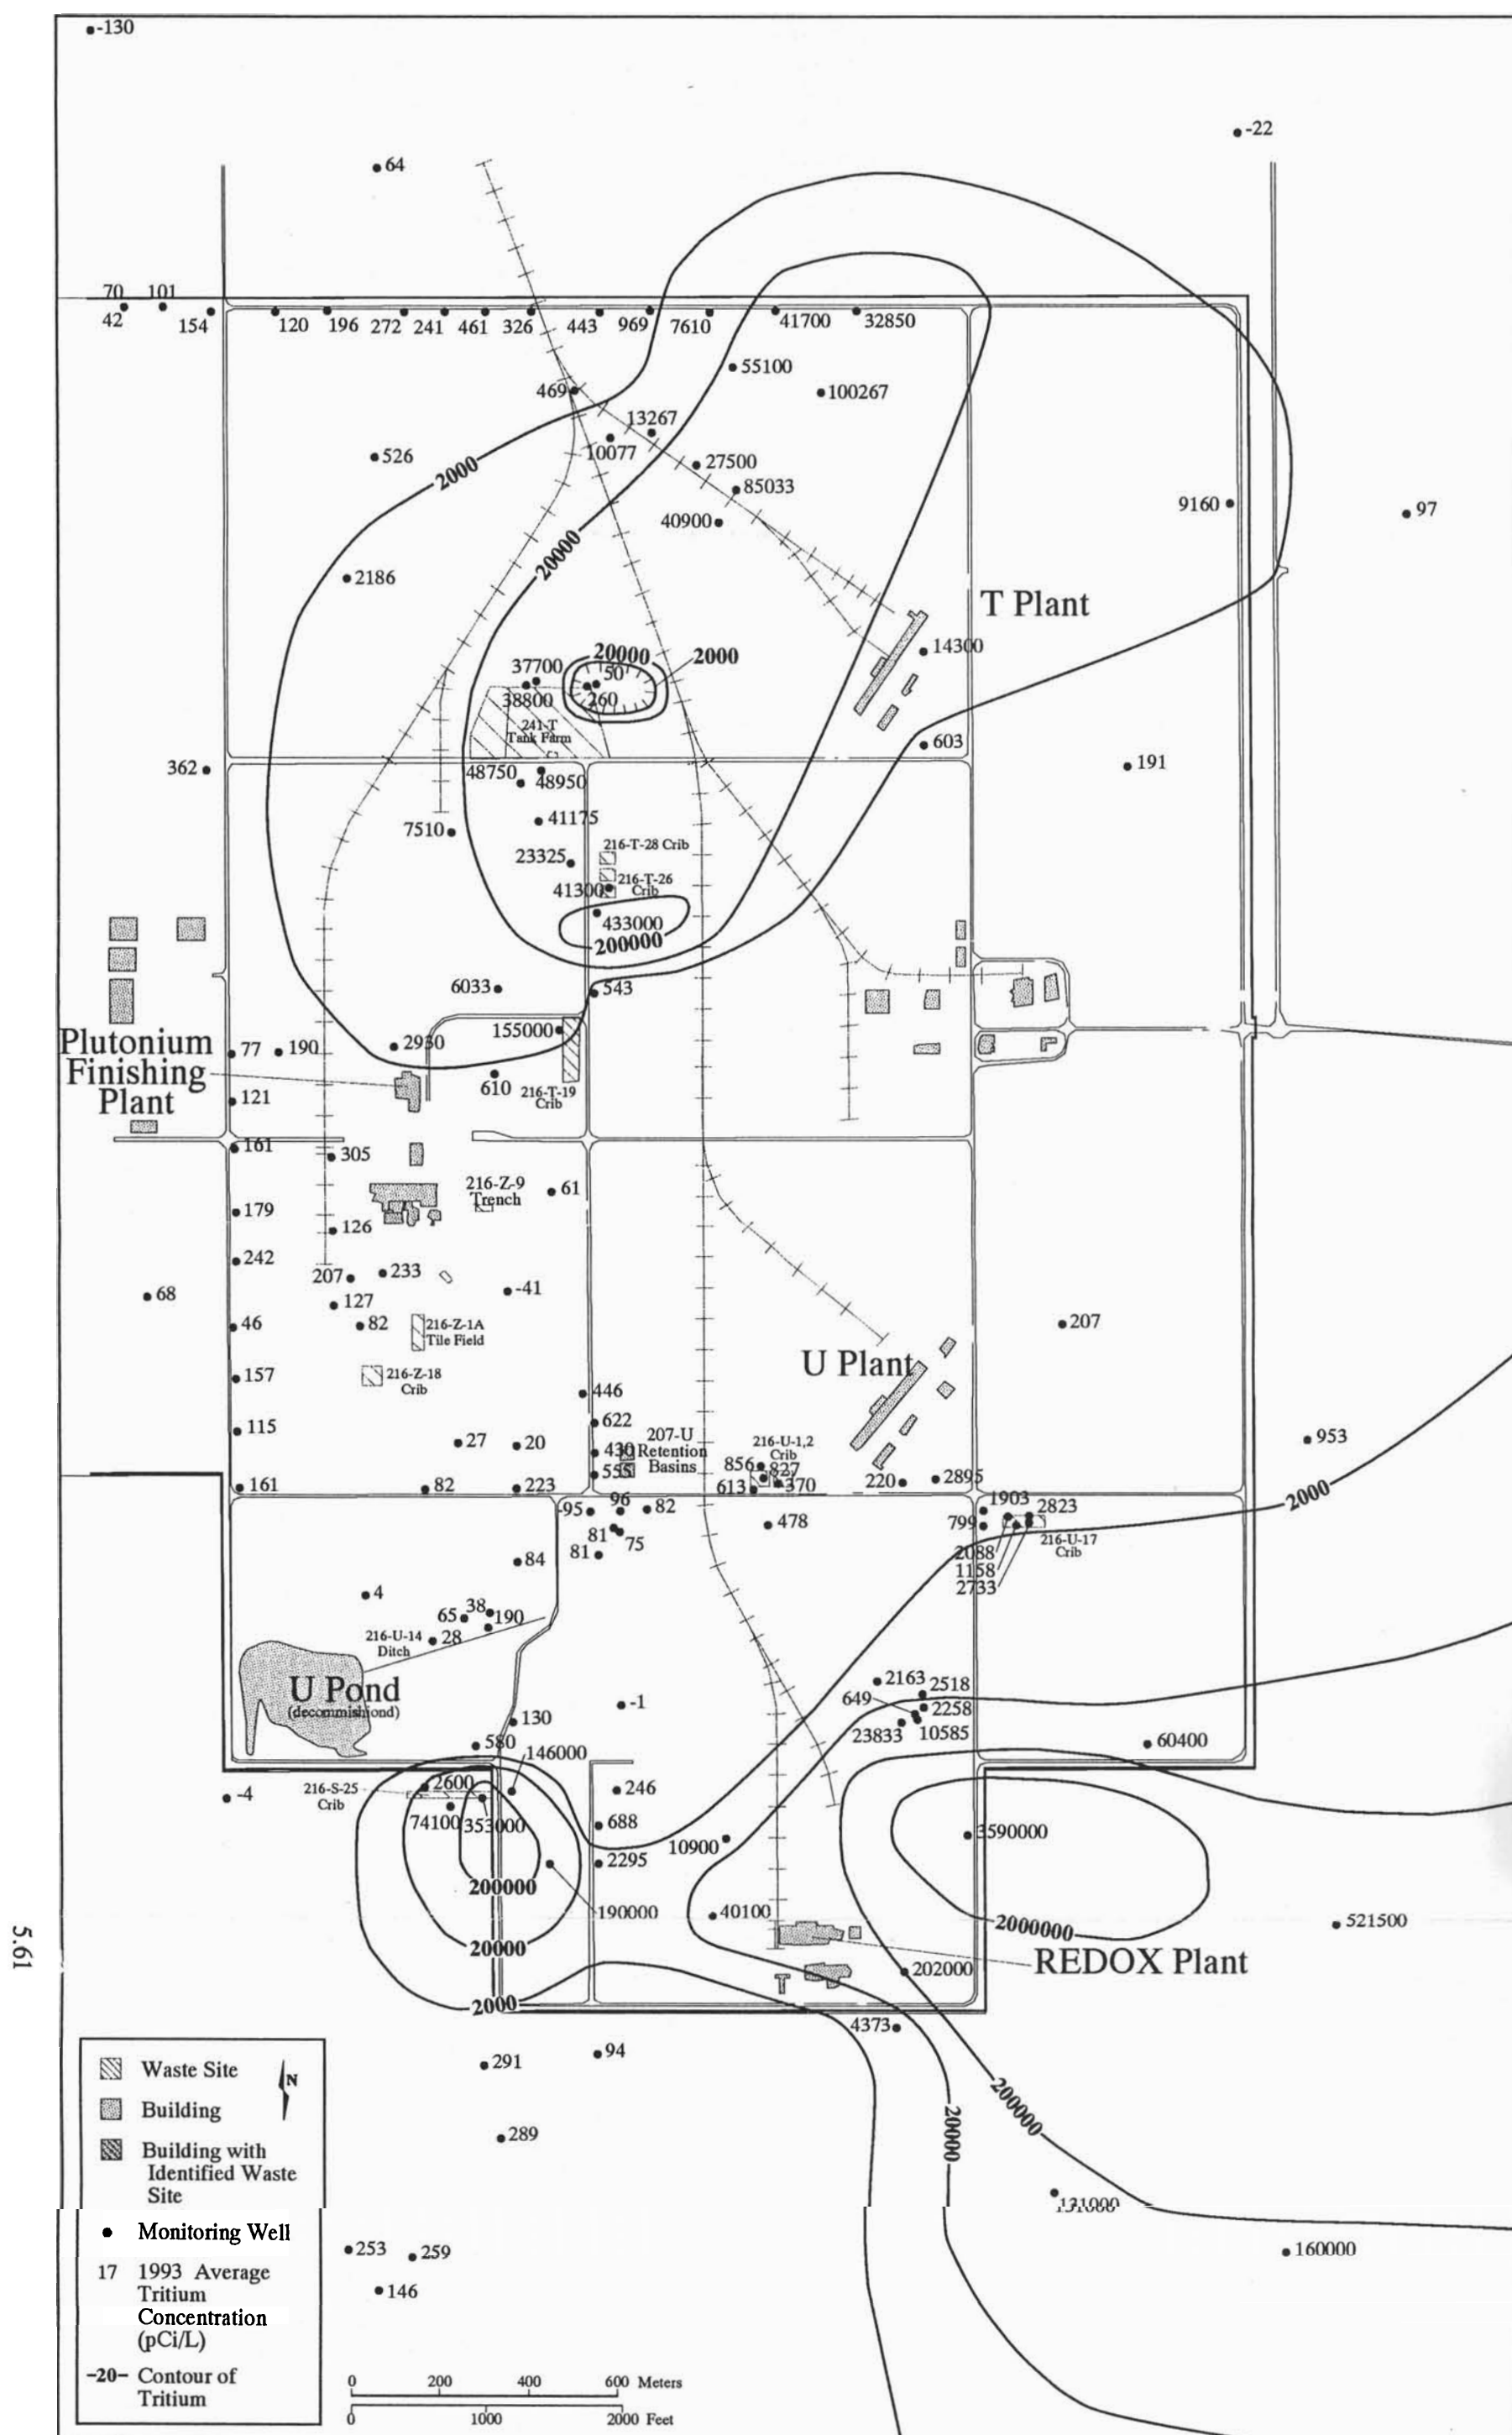 -130
-22
64
70 101
42 154 120 196 272 241 461 326 443 969 7610 41700 32850
55100
469 100267
13267
10077
526 27500
2000
85033
9160 97
40900
20000
2186
T Plant
14300
20000 2000
37700 50
38800 260
241-T
Tank Farm
603
362 191
48750 48950
7510 41175
216-T-28 Crib
23325
216-T-26
Crib
41300
433000
200000
6033 543
155000
Plutonium
Finishing
Plant
77 190 2930
610 216-T-19
Crib
121
161 305
216-Z-9
Trench
61
179
126
242
207 233
-41
68 127
46 82
216-Z-1A
Tile Field
207
U Plant
157
216-Z-18
Crib
446
115 622
27 20 430
207-U
Retention
Basins
216-U-1,2
Crib
953
555
856 827
161 82 223 613 370 220 2895
2000
-95 96 82
1903 2823
478 799
81 75
81
216-U-17
Crib
2088
1158
2733
84
4
38
65 190
216-U-14
Ditch
28
U Pond
(decommishiond)
2163 2518
649 2258
-1
130 23833 10585
580 60400
146000
-4 216-S-25
Crib
2600 246
74100 353000 688
10900 3590000
2295
200000
190000 40100 2000000 521500
20000
REDOX Plant
202000
2000
4373
291 94
200000
20000
289
131000
160000
253 259
146
Waste Site
N
Building
Building with
Identified Waste
Site
Monitoring Well
17 1993 Average
Tritium
Concentration
(pCi/L)
-20- Contour of
Tritium
0 200 400 600 Meters
0 1000 2000 Feet
5.61